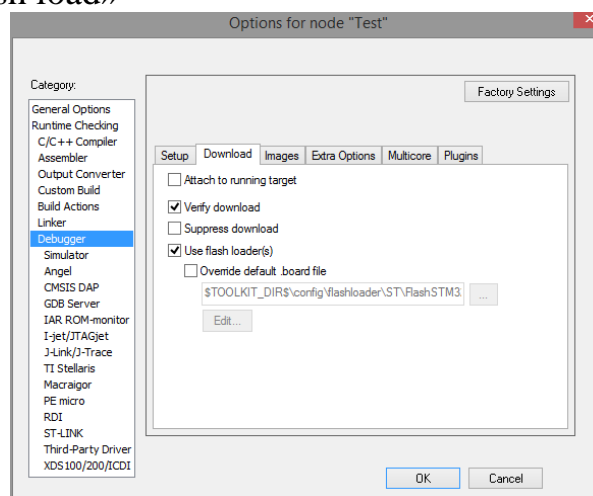 Options for node "Test"
Category:
Factory Settings
General Options
Runtime Checking
C/C++ Compiler
Assembler
Output Converter
Custom Build
Build Actions
Linker
Debugger
Simulator
Angel
CMSIS DAP
GDB Server
IAR ROM-monitor
I-jet/JTAGjet
J-Link/J-Trace
TI Stellaris
Macraigor
PE micro
RDI
ST-LINK
Third-Party Driver
XDS100/200/ICDI
Setup Download Images Extra Options Multicore Plugins
Attach to running target
Verify download
Suppress download
Use flash loader(s)
Override default .board file
$TOOLKIT_DIR$\config\flashloader\ST\FlashSTM3 ...
Edit...
OK Cancel